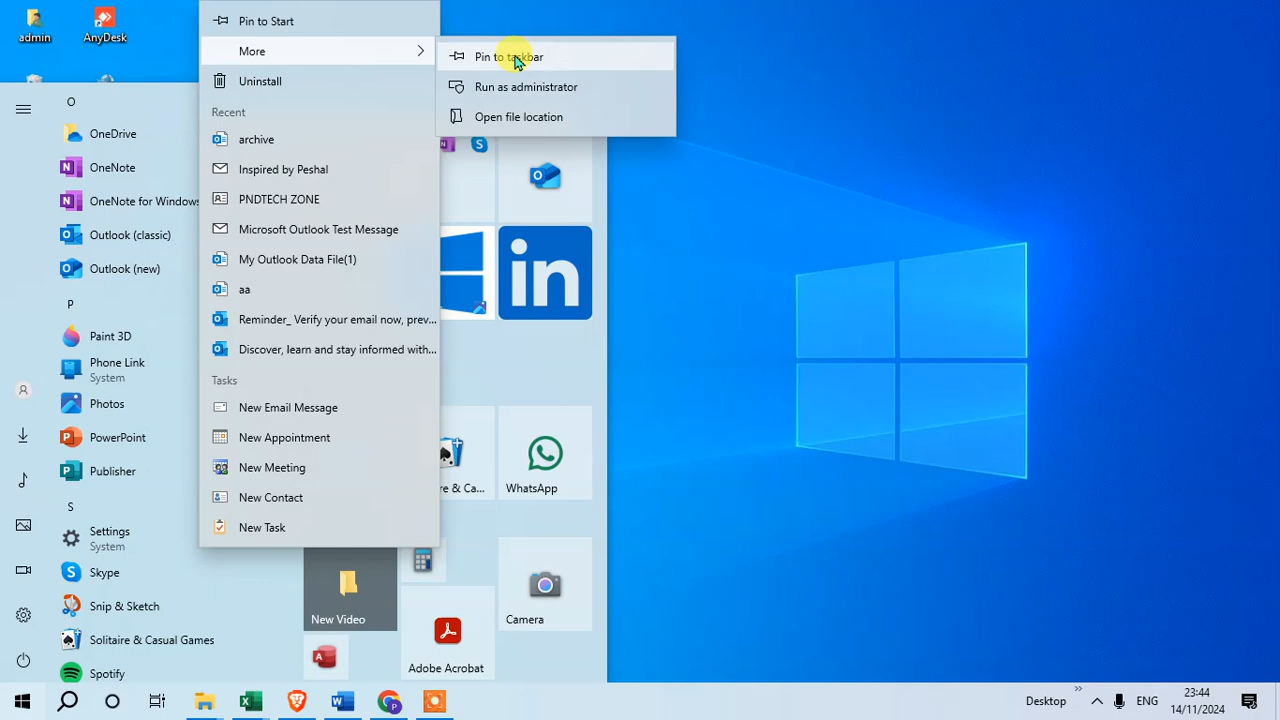 admin
AnyDesk
Pin to Start
More
Uninstall
Recent
archive
Inspired by Peshal
PNDTECH ZONE
Microsoft Outlook Test Message
My Outlook Data File(1)
aa
Reminder_ Verify your email now, prev...
Discover, learn and stay informed with...
Tasks
New Email Message
New Appointment
New Meeting
New Contact
New Task
Pin to taskbar
Run as administrator
Open file location
O
OneDrive
OneNote
OneNote for Windows
Outlook (classic)
Outlook (new)
P
Paint 3D
Phone Link
System
Photos
PowerPoint
Publisher
S
Settings
System
Skype
Snip & Sketch
Solitaire & Casual Games
Spotify
in
re & Ca...
WhatsApp
New Video
Camera
Adobe Acrobat
Desktop
ENG
23:44
14/11/2024